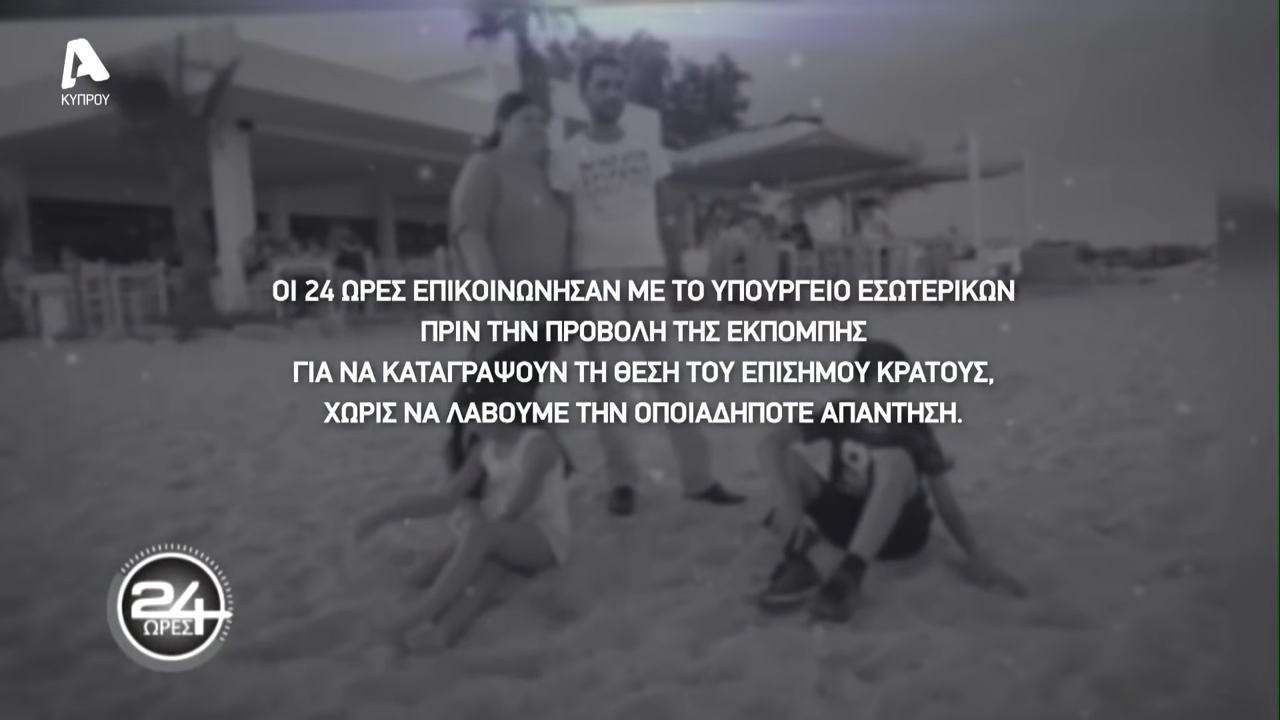 Α
ΚΥΠΡΟΥ
ΟΙ 24 ΩΡΕΣ ΕΠΙΚΟΙΝΩΝΗΣΑΝ ΜΕ ΤΟ ΥΠΟΥΡΓΕΙΟ ΕΣΩΤΕΡΙΚΩΝ
ΠΡΙΝ ΤΗΝ ΠΡΟΒΟΛΗ ΤΗΣ ΕΚΠΟΜΠΗΣ
ΓΙΑ ΝΑ ΚΑΤΑΓΡΑΨΟΥΝ ΤΗ ΘΕΣΗ ΤΟΥ ΕΠΙΣΗΜΟΥ ΚΡΑΤΟΥΣ,
ΧΩΡΙΣ ΝΑ ΛΑΒΟΥΜΕ ΤΗΝ ΟΠΟΙΑΔΗΠΟΤΕ ΑΠΑΝΤΗΣΗ.
24
ΩΡΕΣ